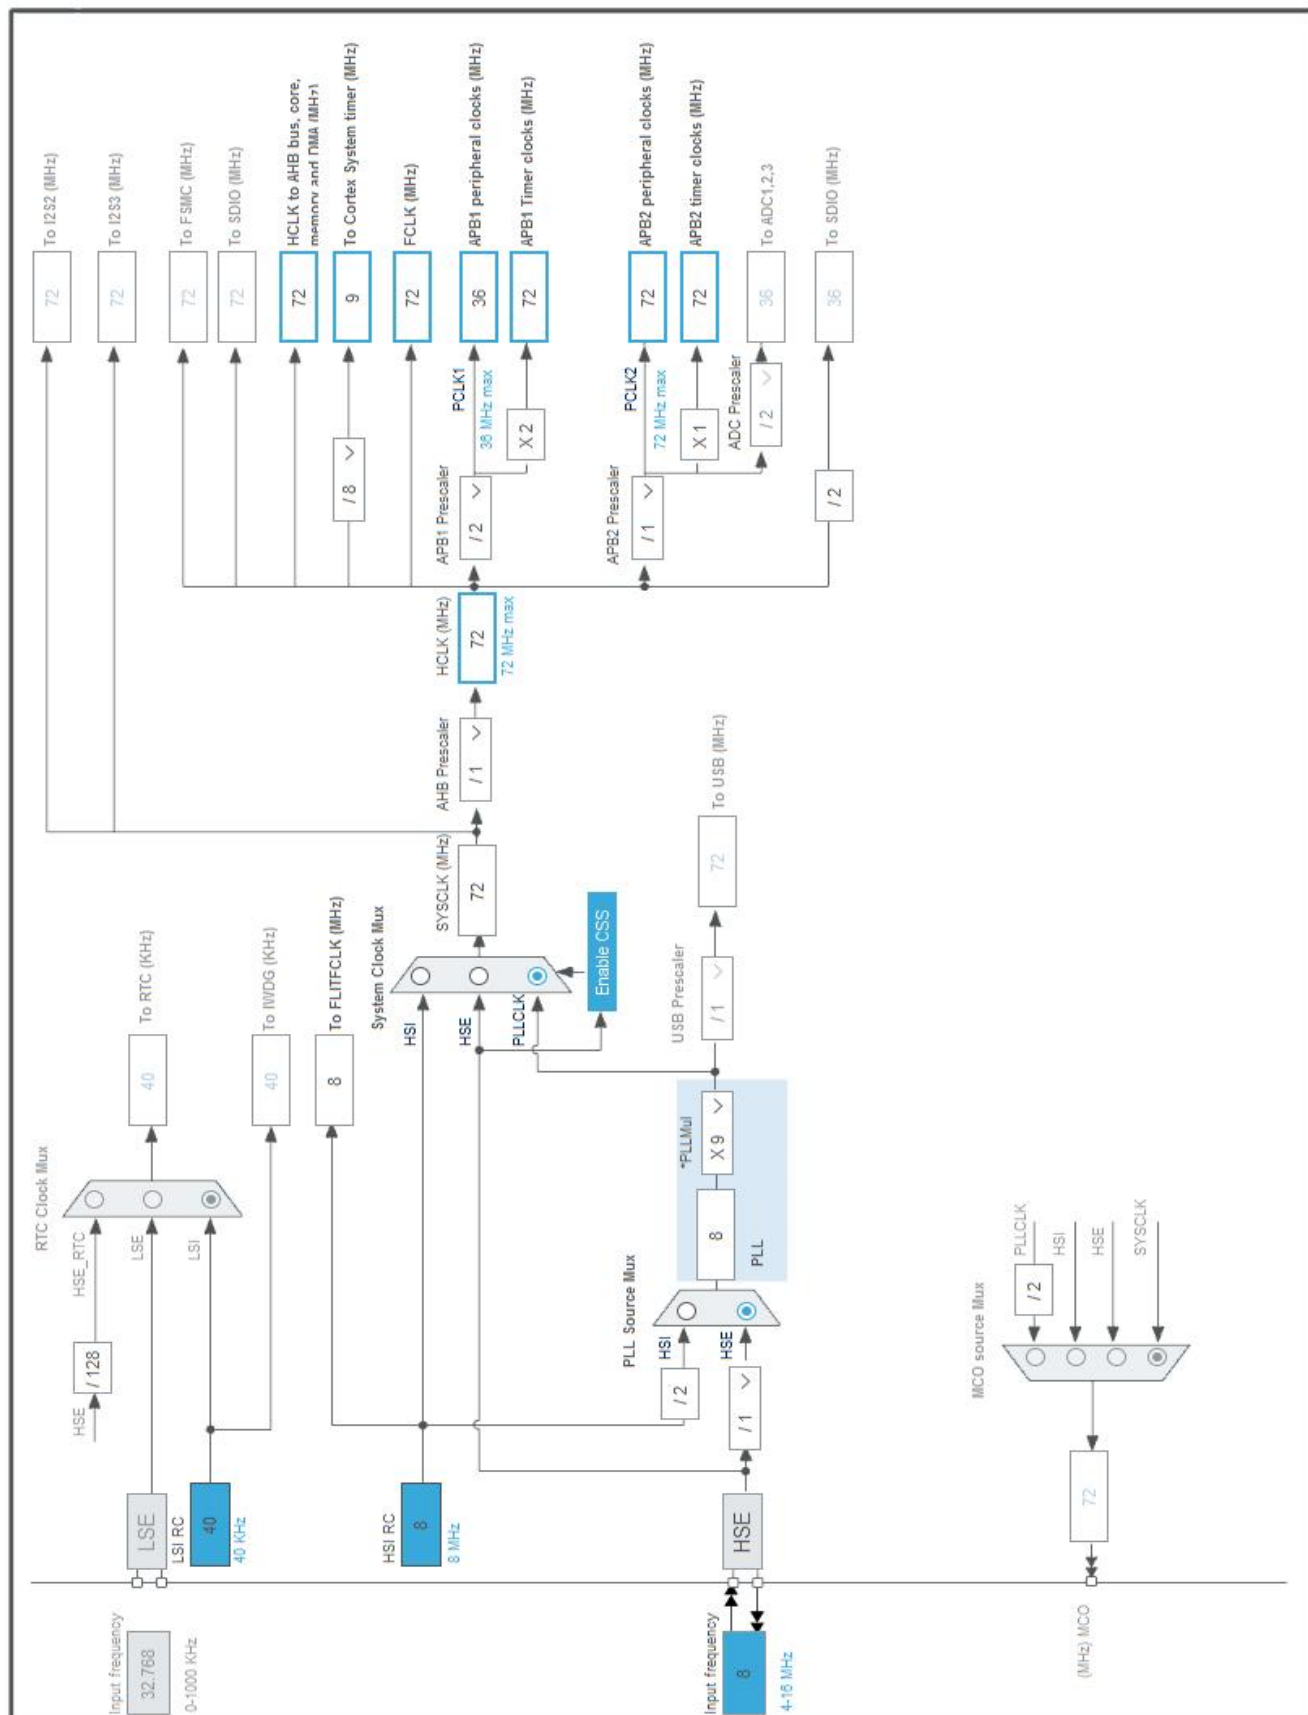 Input frequency
32.768
0-1000 KHz
LSE
LSI RC
40
40 KHz
HSE
/ 128
HSE_RTC
LSE
LSI
RTC Clock Mux
40
To RTC (KHz)
40
To IWDG (KHz)
HSI RC
8
8 MHz
8
To FLITFCLK (MHz)
Input frequency
8
4-16 MHz
HSE
/ 1
/ 2
HSI
HSE
PLL Source Mux
8
PLL
*PLLMul
X 9
USB Prescaler
/ 1
72
To USB (MHz)
System Clock Mux
HSI
HSE
PLLCLK
Enable CSS
SYSCLK (MHz)
72
AHB Prescaler
/ 1
HCLK (MHz)
72
72 MHz max
72
To I2S2 (MHz)
72
To I2S3 (MHz)
72
To FSMC (MHz)
72
To SDIO (MHz)
72
HCLK to AHB bus, core,
memory and DMA (MHz)
/ 8
9
To Cortex System timer (MHz)
72
FCLK (MHz)
APB1 Prescaler
/ 2
PCLK1
36 MHz max
36
APB1 peripheral clocks (MHz)
X 2
72
APB1 Timer clocks (MHz)
APB2 Prescaler
/ 1
PCLK2
72 MHz max
72
APB2 peripheral clocks (MHz)
X 1
72
APB2 timer clocks (MHz)
ADC Prescaler
/ 2
36
To ADC1,2,3
/ 2
36
To SDIO (MHz)
MCO source Mux
PLLCLK
/ 2
HSI
HSE
SYSCLK
72
(MHz) MCO